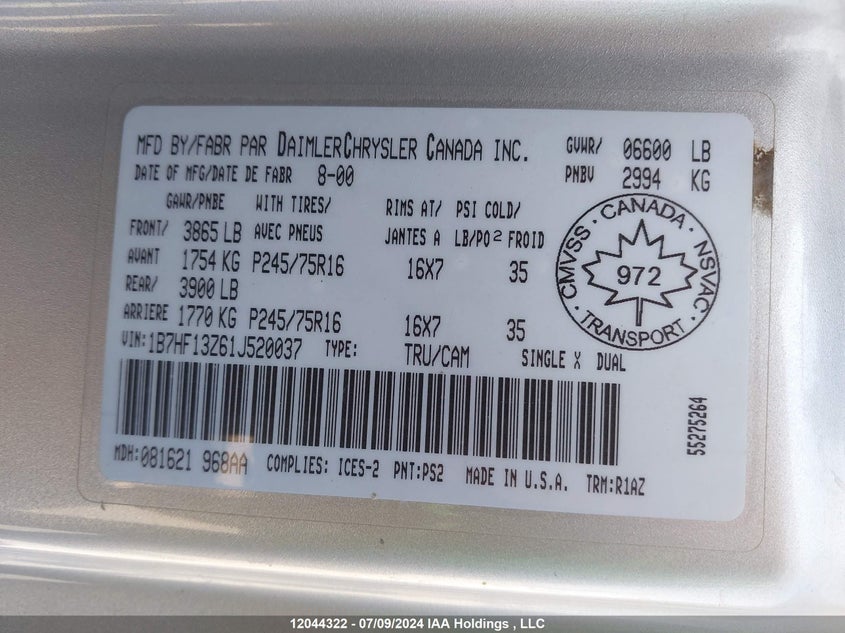 MFD BY/FABR PAR DAIMLERCHRYSLER CANADA INC. GVWR/ 06600 LB
DATE OF MFG/DATE DE FABR 8-00 PNBV 2994 KG
GAWR/PNBE WITH TIRES/ RIMS AT/ PSI COLD/
FRONT/ 3865 LB AVEC PNEUS JANTES A LB/PO2 FROID
AVANT 1754 KG P245/75R16 16X7 35
REAR/ 3900 LB
ARRIERE 1770 KG P245/75R16 16X7 35
VIN: 1B7HF13Z61J520037 TYPE: TRU/CAM SINGLE X DUAL
MDH: 081621 968AA COMPLIES: ICES-2 PNT:PS2 MADE IN U.S.A. TRM:R1AZ
CANADA · NSVAC · TRANSPORT · CMVSS ·
972
55275264
12044322 - 07/09/2024 IAA Holdings , LLC